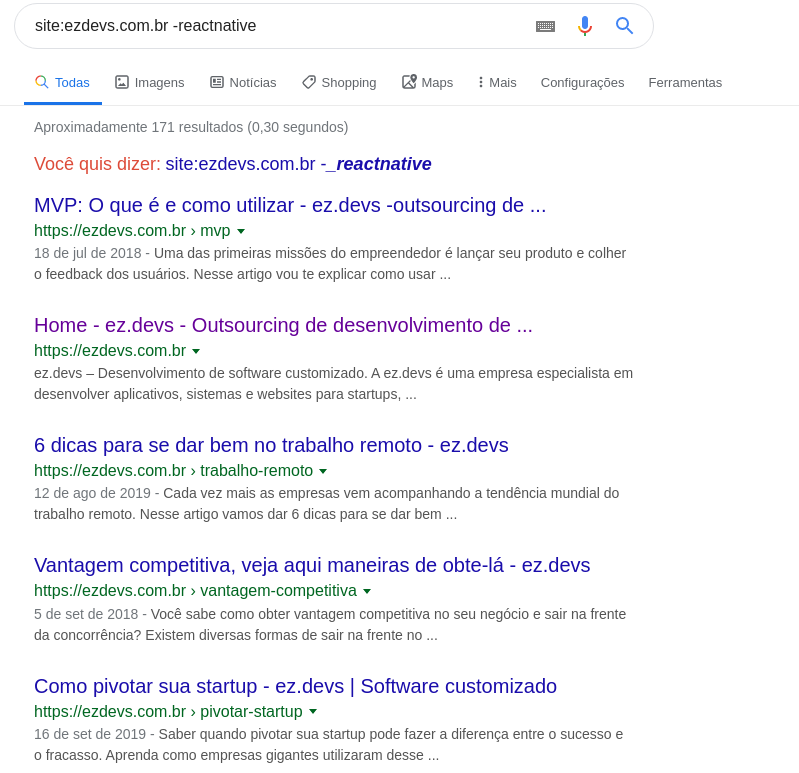 site:ezdevs.com.br -reactnative
Todas Imagens Notícias Shopping Maps Mais Configurações Ferramentas
Aproximadamente 171 resultados (0,30 segundos)
Você quis dizer: site:ezdevs.com.br -_reactnative
MVP: O que é e como utilizar - ez.devs -outsourcing de ...
https://ezdevs.com.br › mvp
18 de jul de 2018 - Uma das primeiras missões do empreendedor é lançar seu produto e colher
o feedback dos usuários. Nesse artigo vou te explicar como usar ...
Home - ez.devs - Outsourcing de desenvolvimento de ...
https://ezdevs.com.br
ez.devs – Desenvolvimento de software customizado. A ez.devs é uma empresa especialista em
desenvolver aplicativos, sistemas e websites para startups, ...
6 dicas para se dar bem no trabalho remoto - ez.devs
https://ezdevs.com.br › trabalho-remoto
12 de ago de 2019 - Cada vez mais as empresas vem acompanhando a tendência mundial do
trabalho remoto. Nesse artigo vamos dar 6 dicas para se dar bem ...
Vantagem competitiva, veja aqui maneiras de obte-lá - ez.devs
https://ezdevs.com.br › vantagem-competitiva
5 de set de 2018 - Você sabe como obter vantagem competitiva no seu negócio e sair na frente
da concorrência? Existem diversas formas de sair na frente no ...
Como pivotar sua startup - ez.devs | Software customizado
https://ezdevs.com.br › pivotar-startup
16 de set de 2019 - Saber quando pivotar sua startup pode fazer a diferença entre o sucesso e
o fracasso. Aprenda como empresas gigantes utilizaram desse ...